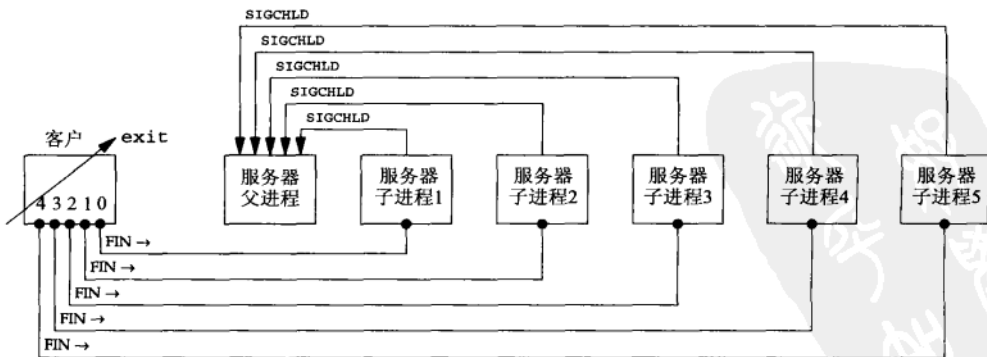 SIGCHLD
SIGCHLD
SIGCHLD
SIGCHLD
SIGCHLD
客户
exit
服务器
父进程
服务器
子进程1
服务器
子进程2
服务器
子进程3
服务器
子进程4
服务器
子进程5
4 3 2 1 0
FIN →
FIN →
FIN →
FIN →
FIN →